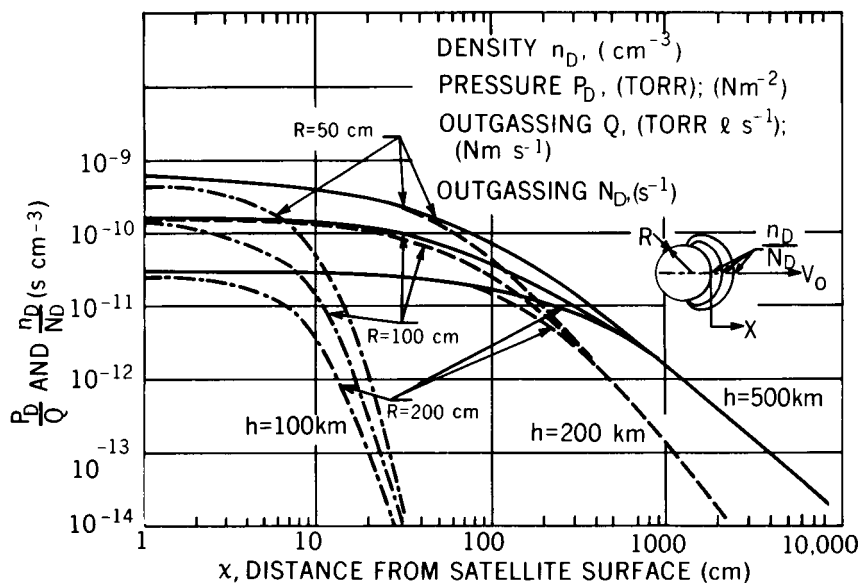 DENSITY n_D, (cm⁻³)
PRESSURE P_D, (TORR); (Nm⁻²)
OUTGASSING Q, (TORR ℓ s⁻¹);
(Nm s⁻¹)
OUTGASSING N_D, (s⁻¹)
R=50 cm
R=100 cm
R=200 cm
h=100km
h=200 km
h=500km
R
n_D/N_D
V₀
X
P_D/Q AND n_D/N_D (s cm⁻³)
10⁻⁹
10⁻¹⁰
10⁻¹¹
10⁻¹²
10⁻¹³
10⁻¹⁴
1
10
100
1000
10,000
x, DISTANCE FROM SATELLITE SURFACE (cm)